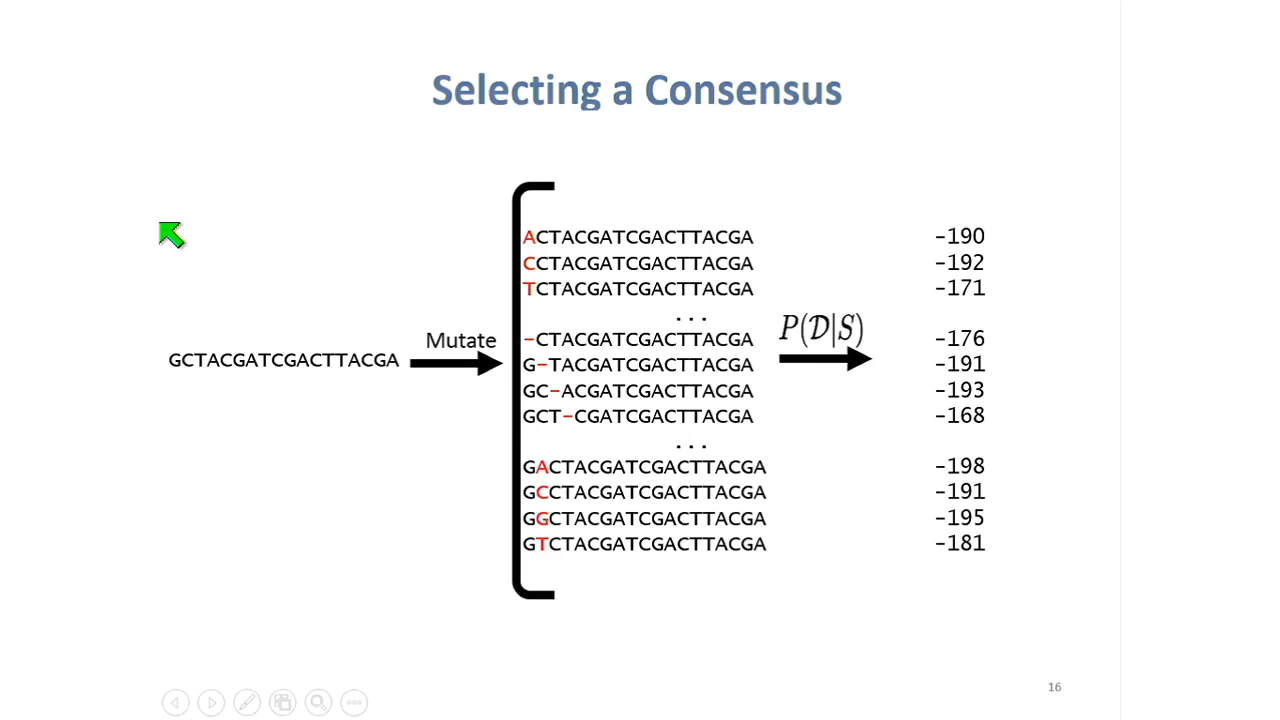 Selecting a Consensus
GCTACGATCGACTTACGA
Mutate
ACTACGATCGACTTACGA
CCTACGATCGACTTACGA
TCTACGATCGACTTACGA
...
-CTACGATCGACTTACGA
G-TACGATCGACTTACGA
GC-ACGATCGACTTACGA
GCT-CGATCGACTTACGA
...
GACTACGATCGACTTACGA
GCCTACGATCGACTTACGA
GGCTACGATCGACTTACGA
GTCTACGATCGACTTACGA
P(𝒟|S)
-190
-192
-171
-176
-191
-193
-168
-198
-191
-195
-181
16